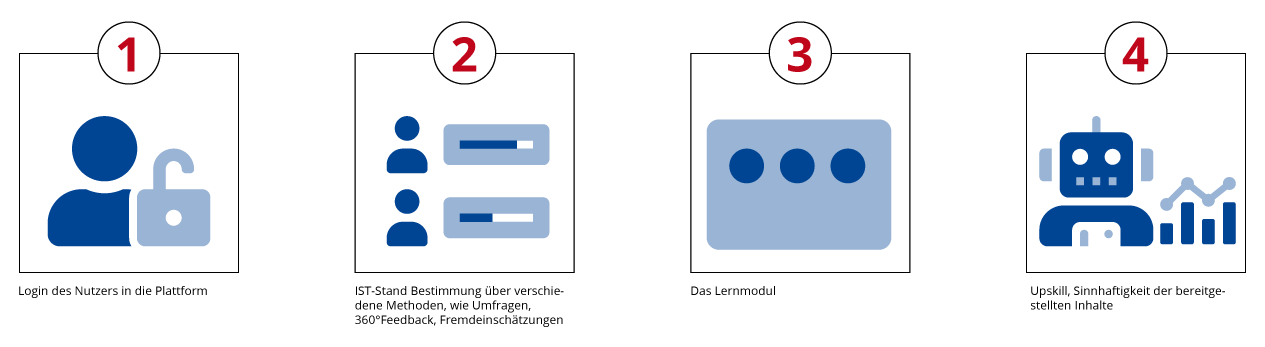 1
2
3
4
Login des Nutzers in die Plattform
IST-Stand Bestimmung über verschie-
dene Methoden, wie Umfragen,
360°Feedback, Fremdeinschätzungen
Das Lernmodul
Upskill, Sinnhaftigkeit der bereitge-
stellten Inhalte